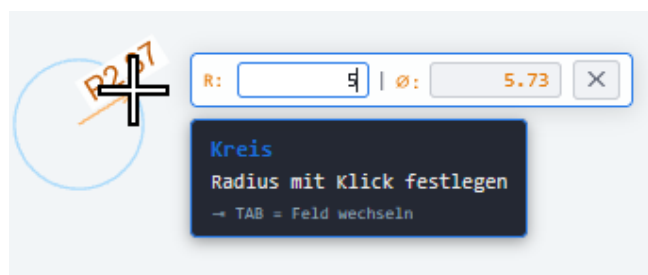 R2.87
R: 5 | ⌀: 5.73 ×
Kreis
Radius mit Klick festlegen
→ TAB = Feld wechseln